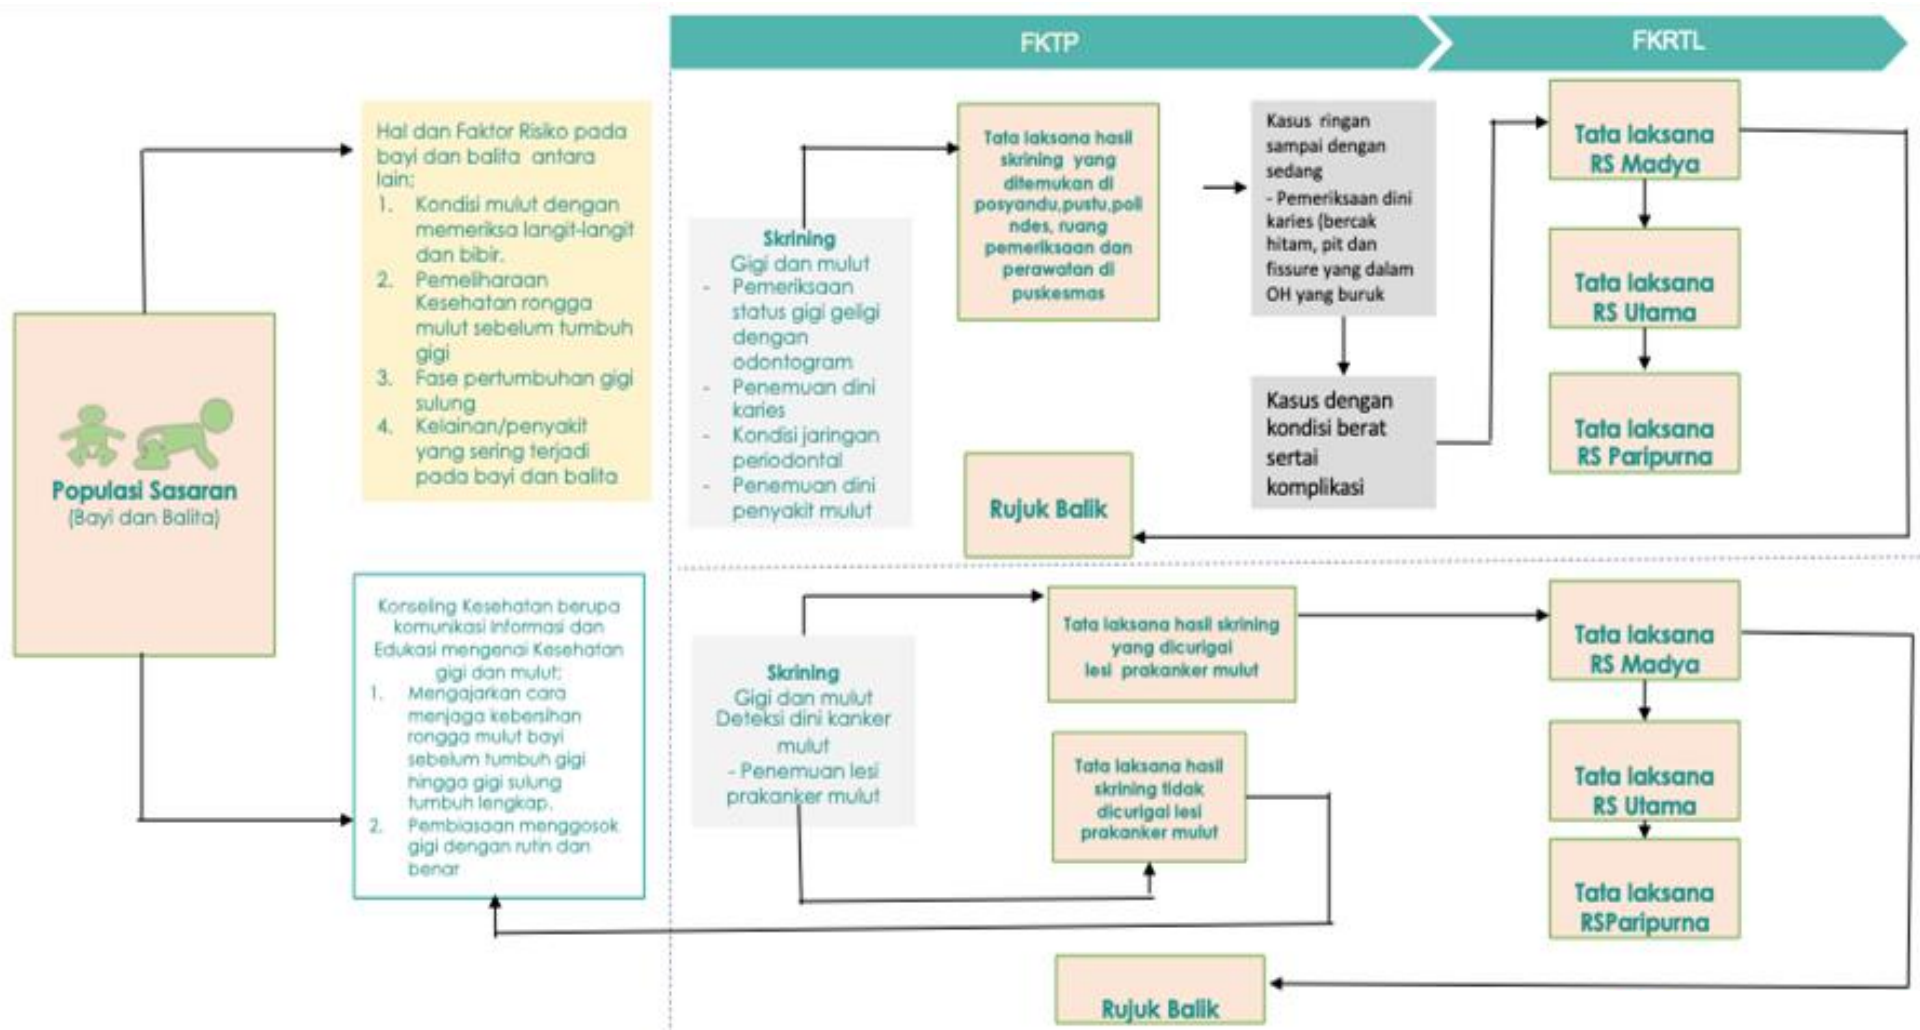 FKTP
FKRTL
Hal dan Faktor Risiko pada
bayi dan balita antara
lain:
1. Kondisi mulut dengan
memeriksa langit-langit
dan bibir.
2. Pemeliharaan
Kesehatan rongga
mulut sebelum tumbuh
gigi
3. Fase pertumbuhan gigi
sulung
4. Kelainan/penyakit
yang sering terjadi
pada bayi dan balita
Populasi Sasaran
(Bayi dan Balita)
Konseling Kesehatan berupa
komunikasi Informasi dan
Edukasi mengenai Kesehatan
gigi dan mulut:
1. Mengajarkan cara
menjaga kebersihan
rongga mulut bayi
sebelum tumbuh gigi
hingga gigi sulung
tumbuh lengkap.
2. Pembiasaan menggosok
gigi dengan rutin dan
benar
Skrining
Gigi dan mulut
- Pemeriksaan
status gigi geligi
dengan
odontogram
- Penemuan dini
karies
- Kondisi jaringan
periodontal
- Penemuan dini
penyakit mulut
Tata laksana hasil
skrining yang
ditemukan di
posyandu,pustu,poli
ndes, ruang
pemeriksaan dan
perawatan di
puskesmas
Kasus ringan
sampai dengan
sedang
- Pemeriksaan dini
karies (bercak
hitam, pit dan
fissure yang dalam
OH yang buruk
Kasus dengan
kondisi berat
sertai
komplikasi
Tata laksana
RS Madya
Tata laksana
RS Utama
Tata laksana
RS Paripurna
Rujuk Balik
Skrining
Gigi dan mulut
Deteksi dini kanker
mulut
- Penemuan lesi
prakanker mulut
Tata laksana hasil skrining
yang dicurigai
lesi prakanker mulut
Tata laksana hasil
skrining tidak
dicurigai lesi
prakanker mulut
Tata laksana
RS Madya
Tata laksana
RS Utama
Tata laksana
RSParipurna
Rujuk Balik